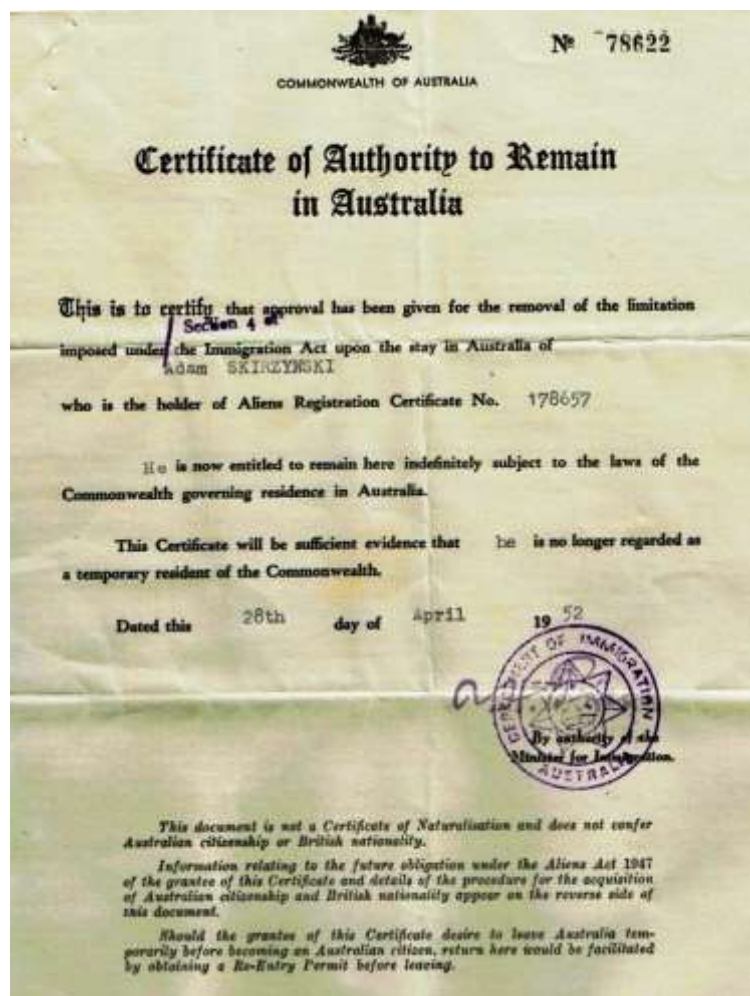 Nº 78622
COMMONWEALTH OF AUSTRALIA
Certificate of Authority to Remain
in Australia
This is to certify that approval has been given for the removal of the limitation
Section 4 of
imposed under the Immigration Act upon the stay in Australia of
Adam SKIRZYNSKI
who is the holder of Aliens Registration Certificate No. 178657
He is now entitled to remain here indefinitely subject to the laws of the
Commonwealth governing residence in Australia.
This Certificate will be sufficient evidence that he is no longer regarded as
a temporary resident of the Commonwealth.
Dated this 28th day of April 19 52
DEPARTMENT OF IMMIGRATION
AUSTRALIA
By authority of the
Minister for Immigration.
This document is not a Certificate of Naturalisation and does not confer
Australian citizenship or British nationality.
Information relating to the future obligation under the Aliens Act 1947
of the grantee of this Certificate and details of the procedure for the acquisition
of Australian citizenship and British nationality appear on the reverse side of
this document.
Should the grantee of this Certificate desire to leave Australia tem-
porarily before becoming an Australian citizen, return here would be facilitated
by obtaining a Re-Entry Permit before leaving.